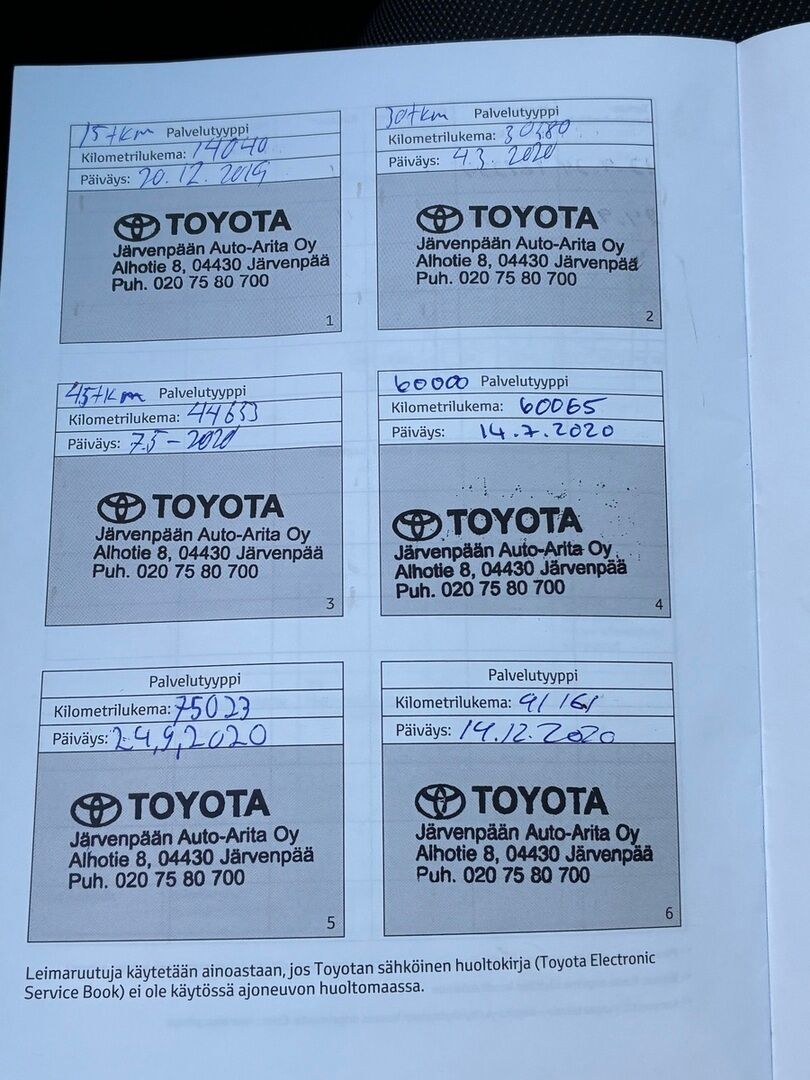 15tkm Palvelutyyppi
Kilometrilukema: 14040
Päiväys: 20.12.2019
TOYOTA
Järvenpään Auto-Arita Oy
Alhotie 8, 04430 Järvenpää
Puh. 020 75 80 700
1
30tkm Palvelutyyppi
Kilometrilukema: 30380
Päiväys: 4.3. 2020
TOYOTA
Järvenpään Auto-Arita Oy
Alhotie 8, 04430 Järvenpää
Puh. 020 75 80 700
2
45tkm Palvelutyyppi
Kilometrilukema: 44653
Päiväys: 7.5-2020
TOYOTA
Järvenpään Auto-Arita Oy
Alhotie 8, 04430 Järvenpää
Puh. 020 75 80 700
3
60000 Palvelutyyppi
Kilometrilukema: 60065
Päiväys: 14.7.2020
TOYOTA
Järvenpään Auto-Arita Oy
Alhotie 8, 04430 Järvenpää
Puh. 020 75 80 700
4
Palvelutyyppi
Kilometrilukema: 75023
Päiväys: 24,9,2020
TOYOTA
Järvenpään Auto-Arita Oy
Alhotie 8, 04430 Järvenpää
Puh. 020 75 80 700
5
Palvelutyyppi
Kilometrilukema: 91161
Päiväys: 14.12.2020
TOYOTA
Järvenpään Auto-Arita Oy
Alhotie 8, 04430 Järvenpää
Puh. 020 75 80 700
6
Leimaruutuja käytetään ainoastaan, jos Toyotan sähköinen huoltokirja (Toyota Electronic
Service Book) ei ole käytössä ajoneuvon huoltomaassa.